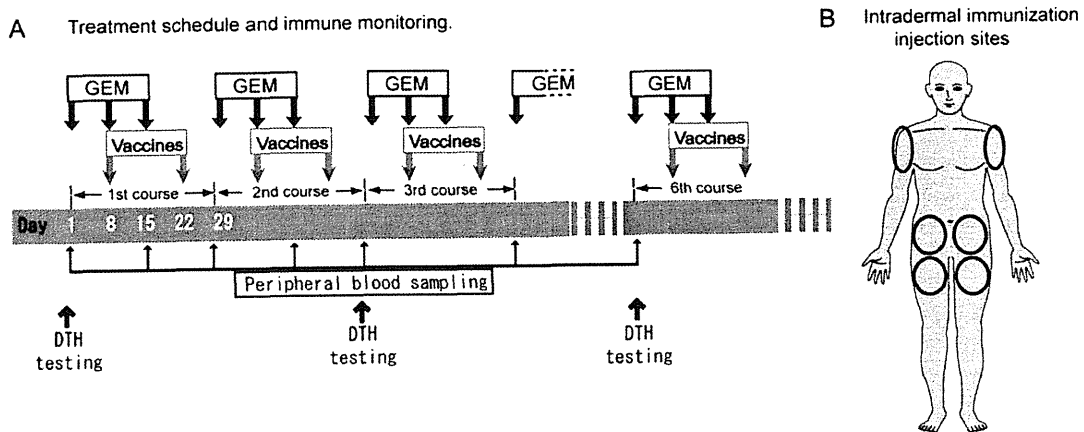 A Treatment schedule and immune monitoring.
GEM GEM GEM GEM GEM
Vaccines Vaccines Vaccines Vaccines
1st course 2nd course 3rd course 6th course
Day 1 8 15 22 29
Peripheral blood sampling
DTH DTH DTH
testing testing testing
B Intradermal immunization
injection sites